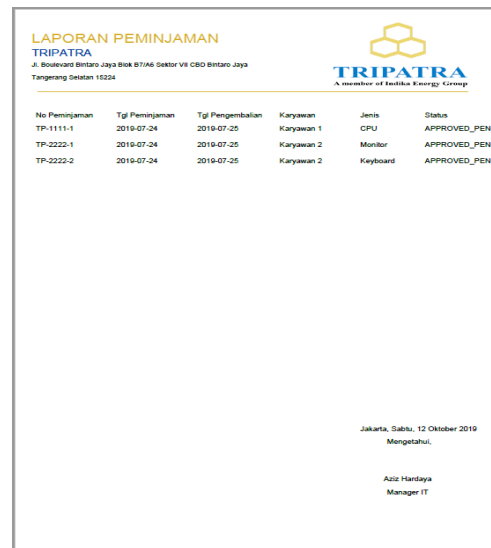 LAPORAN PEMINJAMAN
TRIPATRA
Jl. Boulevard Bintaro Jaya Blok B7/A6 Sektor VII CBD Bintaro Jaya
Tangerang Selatan 15224
TRIPATRA
A member of Indika Energy Group
No Peminjaman Tgl Peminjaman Tgl Pengembalian Karyawan Jenis Status
TP-1111-1 2019-07-24 2019-07-25 Karyawan 1 CPU APPROVED_PEN
TP-2222-1 2019-07-24 2019-07-25 Karyawan 2 Monitor APPROVED_PEN
TP-2222-2 2019-07-24 2019-07-25 Karyawan 2 Keyboard APPROVED_PEN
Jakarta, Sabtu, 12 Oktober 2019
Mengetahui,
Aziz Hardaya
Manager IT